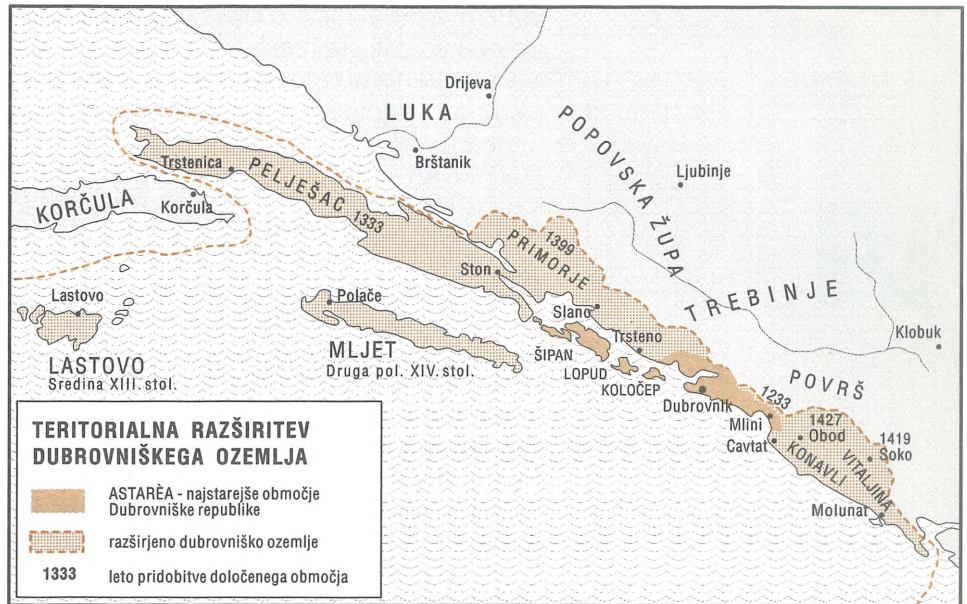 Drijeva
LUKA
Brštanik
POPOVSKA ŽUPA
Ljubinje
Trstenica
PELJEŠAC
1333
KORČULA
Korčula
1399
PRIMORJE
Ston
TREBINJE
Lastovo
Polače
Slano
Klobuk
LASTOVO
Sredina XIII. stol.
MLJET
Druga pol. XIV. stol.
Trsteno
ŠIPAN
LOPUD
KOLOČEP
POVRŠ
Dubrovnik
1233
Mlini
1427
Obod
Cavtat
1419
Soko
KONAVLI
VITALJINA
Molunat
TERITORIALNA RAZŠIRITEV
DUBROVNIŠKEGA OZEMLJA
ASTARÈA - najstarejše območje
Dubrovniške republike
razširjeno dubrovniško ozemlje
1333 leto pridobitve določenega območja